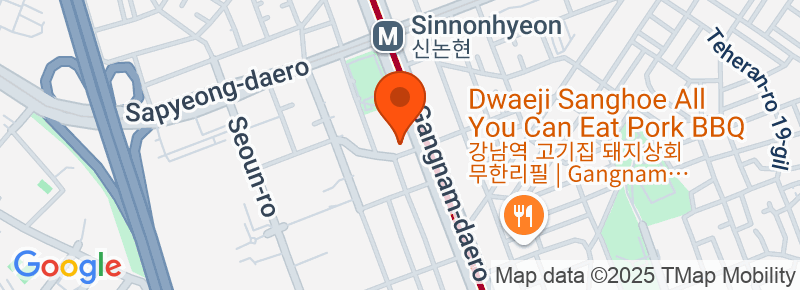 M
Sinnonhyeon
신논현
Sapyeong-daero
Teheran-ro 19-gil
Dwaeji Sanghoe All
You Can Eat Pork BBQ
강남역 고기집 돼지상회
무한리필 | Gangnam…
Seoun-ro
Gangnam-daero
Google
Map data ©2025 TMap Mobility